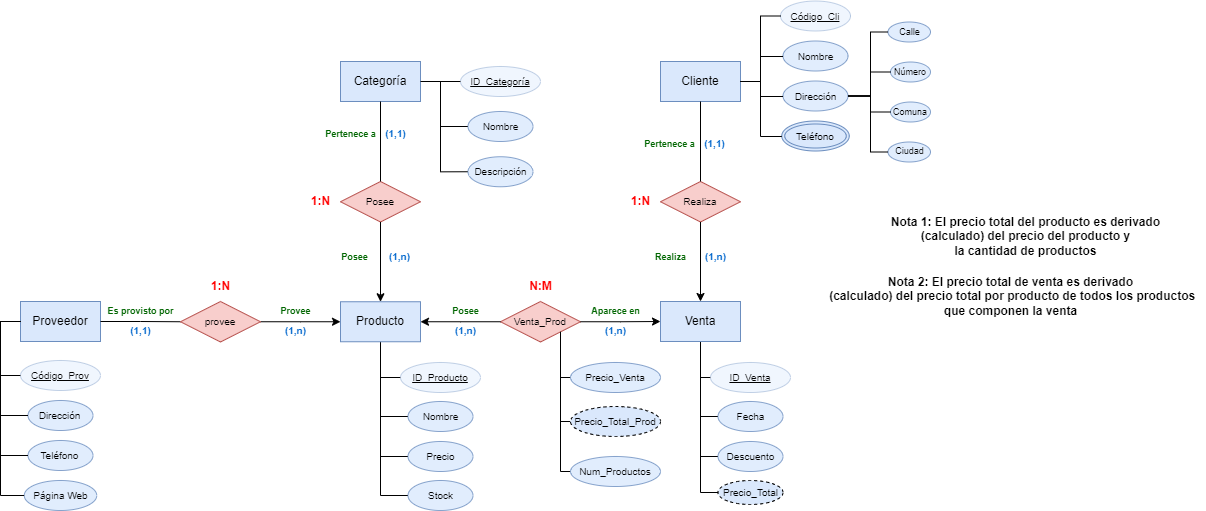 Código_Cli
Calle
Nombre
Número
Categoría
ID_Categoría
Cliente
Dirección
Comuna
Nombre
Pertenece a
(1,1)
Pertenece a
(1,1)
Teléfono
Ciudad
Descripción
1:N
Posee
1:N
Realiza
Nota 1: El precio total del producto es derivado
(calculado) del precio del producto y
la cantidad de productos
Posee
(1,n)
Realiza
(1,n)
Nota 2: El precio total de venta es derivado
(calculado) del precio total por producto de todos los productos
que componen la venta
1:N
N:M
Proveedor
Es provisto por
(1,1)
provee
Provee
(1,n)
Producto
Posee
(1,n)
Venta_Prod
Aparece en
(1,n)
Venta
Código_Prov
ID_Producto
Precio_Venta
ID_Venta
Dirección
Nombre
Precio_Total_Prod
Fecha
Teléfono
Precio
Num_Productos
Descuento
Página Web
Stock
Precio_Total